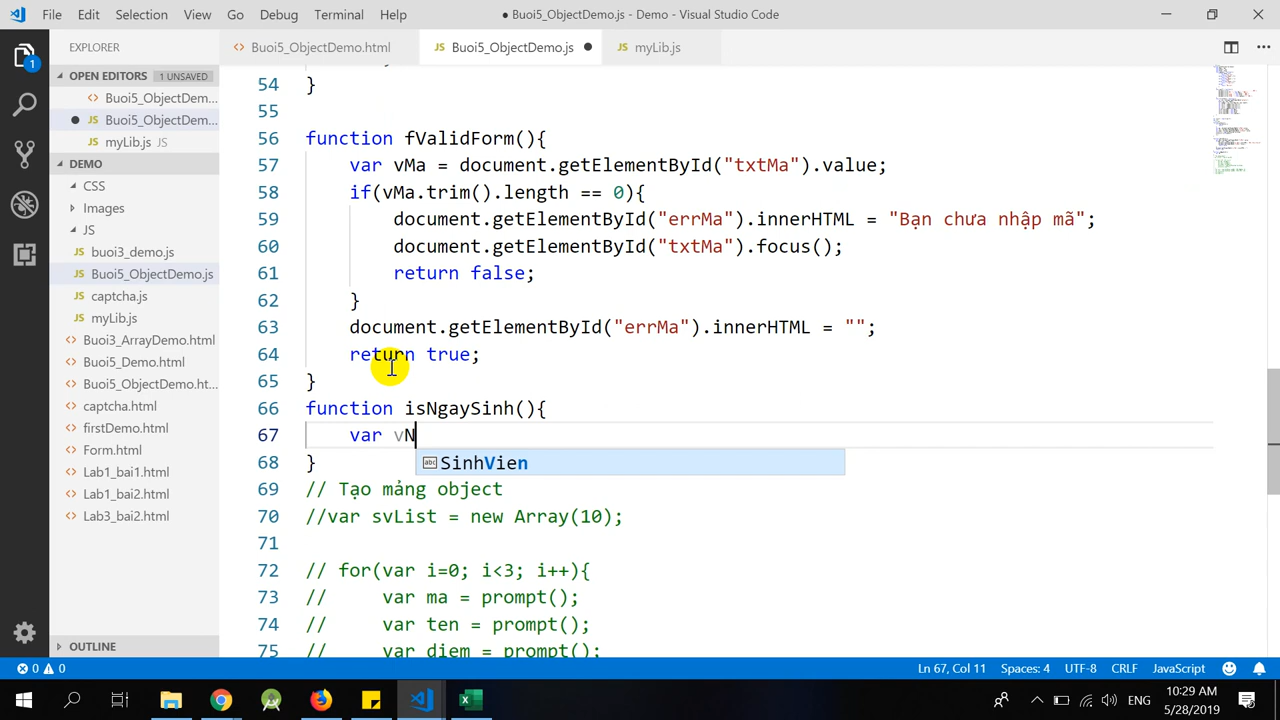 File Edit Selection View Go Debug Terminal Help
● Buoi5_ObjectDemo.js - Demo - Visual Studio Code
EXPLORER
Buoi5_ObjectDemo.html
JS Buoi5_ObjectDemo.js ●
JS myLib.js
OPEN EDITORS 1 UNSAVED
Buoi5_ObjectDem...
Buoi5_ObjectDem...
myLib.js JS
DEMO
CSS
Images
JS
JS buoi3_demo.js
JS Buoi5_ObjectDemo.js
JS captcha.js
JS myLib.js
Buoi3_ArrayDemo.html
Buoi5_Demo.html
Buoi5_ObjectDemo.ht...
captcha.html
firstDemo.html
Form.html
Lab1_bai1.html
Lab1_bai2.html
Lab3_bai2.html
OUTLINE
54 }
55
56 function fValidForm(){
57 var vMa = document.getElementById("txtMa").value;
58 if(vMa.trim().length == 0){
59 document.getElementById("errMa").innerHTML = "Bạn chưa nhập mã";
60 document.getElementById("txtMa").focus();
61 return false;
62 }
63 document.getElementById("errMa").innerHTML = "";
64 return true;
65 }
66 function isNgaySinh(){
67 var vN
SinhVien
68 }
69 // Tạo mảng object
70 //var svList = new Array(10);
71
72 // for(var i=0; i<3; i++){
73 // var ma = prompt();
74 // var ten = prompt();
75 // var diem = prompt();
0 0
Ln 67, Col 11 Spaces: 4 UTF-8 CRLF JavaScript
1
ENG
10:29 AM
5/28/2019